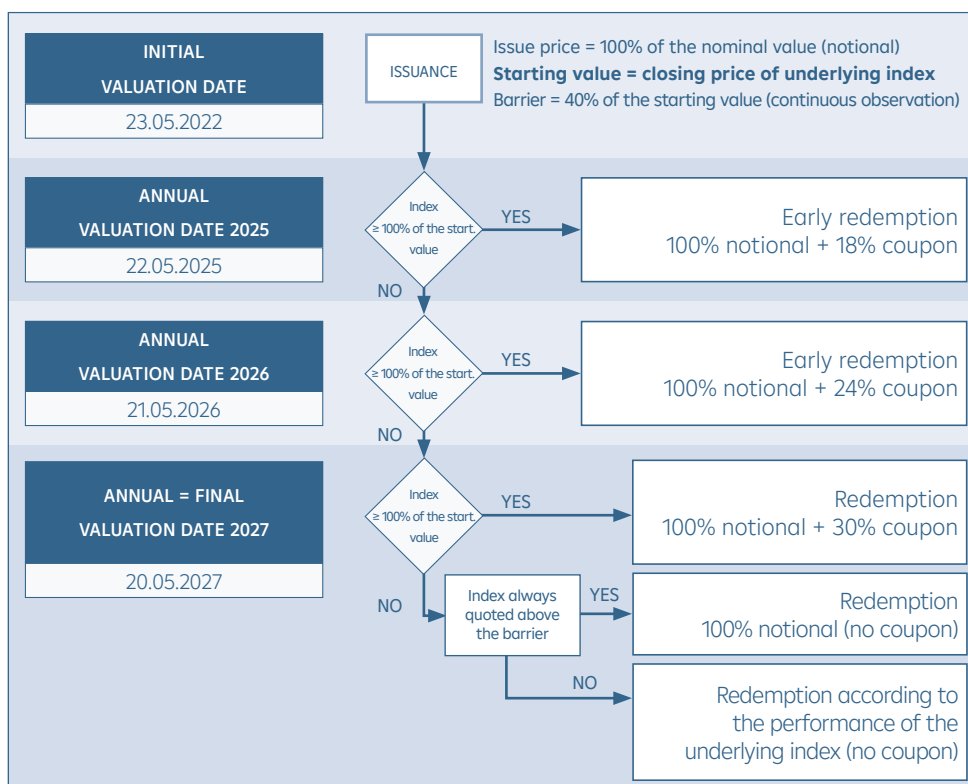 INITIAL
VALUATION DATE
23.05.2022
ISSUANCE
Issue price = 100% of the nominal value (notional)
Starting value = closing price of underlying index
Barrier = 40% of the starting value (continuous observation)
ANNUAL
VALUATION DATE 2025
22.05.2025
Index
≥ 100% of the start.
value
YES
Early redemption
100% notional + 18% coupon
NO
ANNUAL
VALUATION DATE 2026
21.05.2026
Index
≥ 100% of the start.
value
YES
Early redemption
100% notional + 24% coupon
NO
ANNUAL = FINAL
VALUATION DATE 2027
20.05.2027
Index
≥ 100% of the start.
value
YES
Redemption
100% notional + 30% coupon
NO
Index always
quoted above
the barrier
YES
Redemption
100% notional (no coupon)
NO
Redemption according to
the performance of the
underlying index (no coupon)